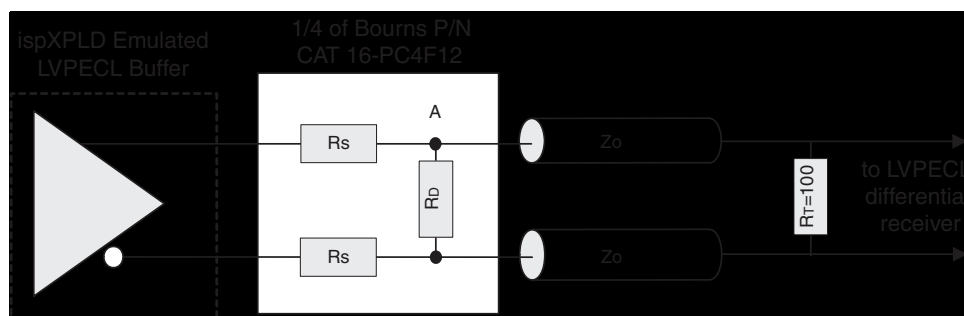 ispXPLD Emulated
LVPECL Buffer
1/4 of Bourns P/N
CAT 16-PC4F12
A
Rs
Zo
RD
RT=100
to LVPECL
differential
receiver
Rs
Zo